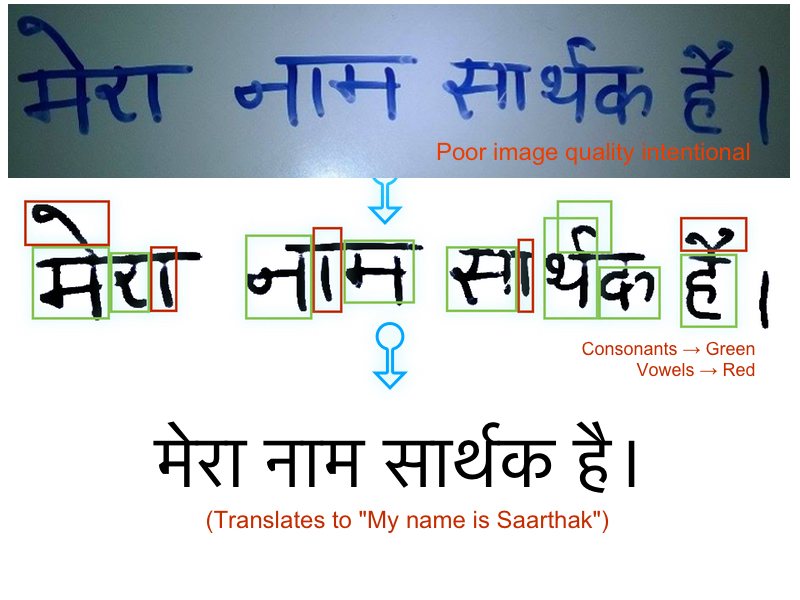 मेरा नाम सार्थक है।
Poor image quality intentional
मेरा नाम सार्थक है।
Consonants → Green
Vowels → Red
मेरा नाम सार्थक है।
(Translates to "My name is Saarthak")